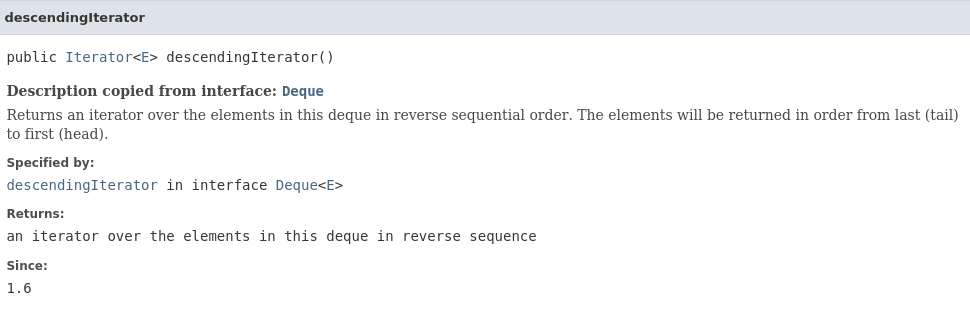 descendingIterator
public Iterator<E> descendingIterator()
Description copied from interface: Deque
Returns an iterator over the elements in this deque in reverse sequential order. The elements will be returned in order from last (tail)
to first (head).
Specified by:
descendingIterator in interface Deque<E>
Returns:
an iterator over the elements in this deque in reverse sequence
Since:
1.6